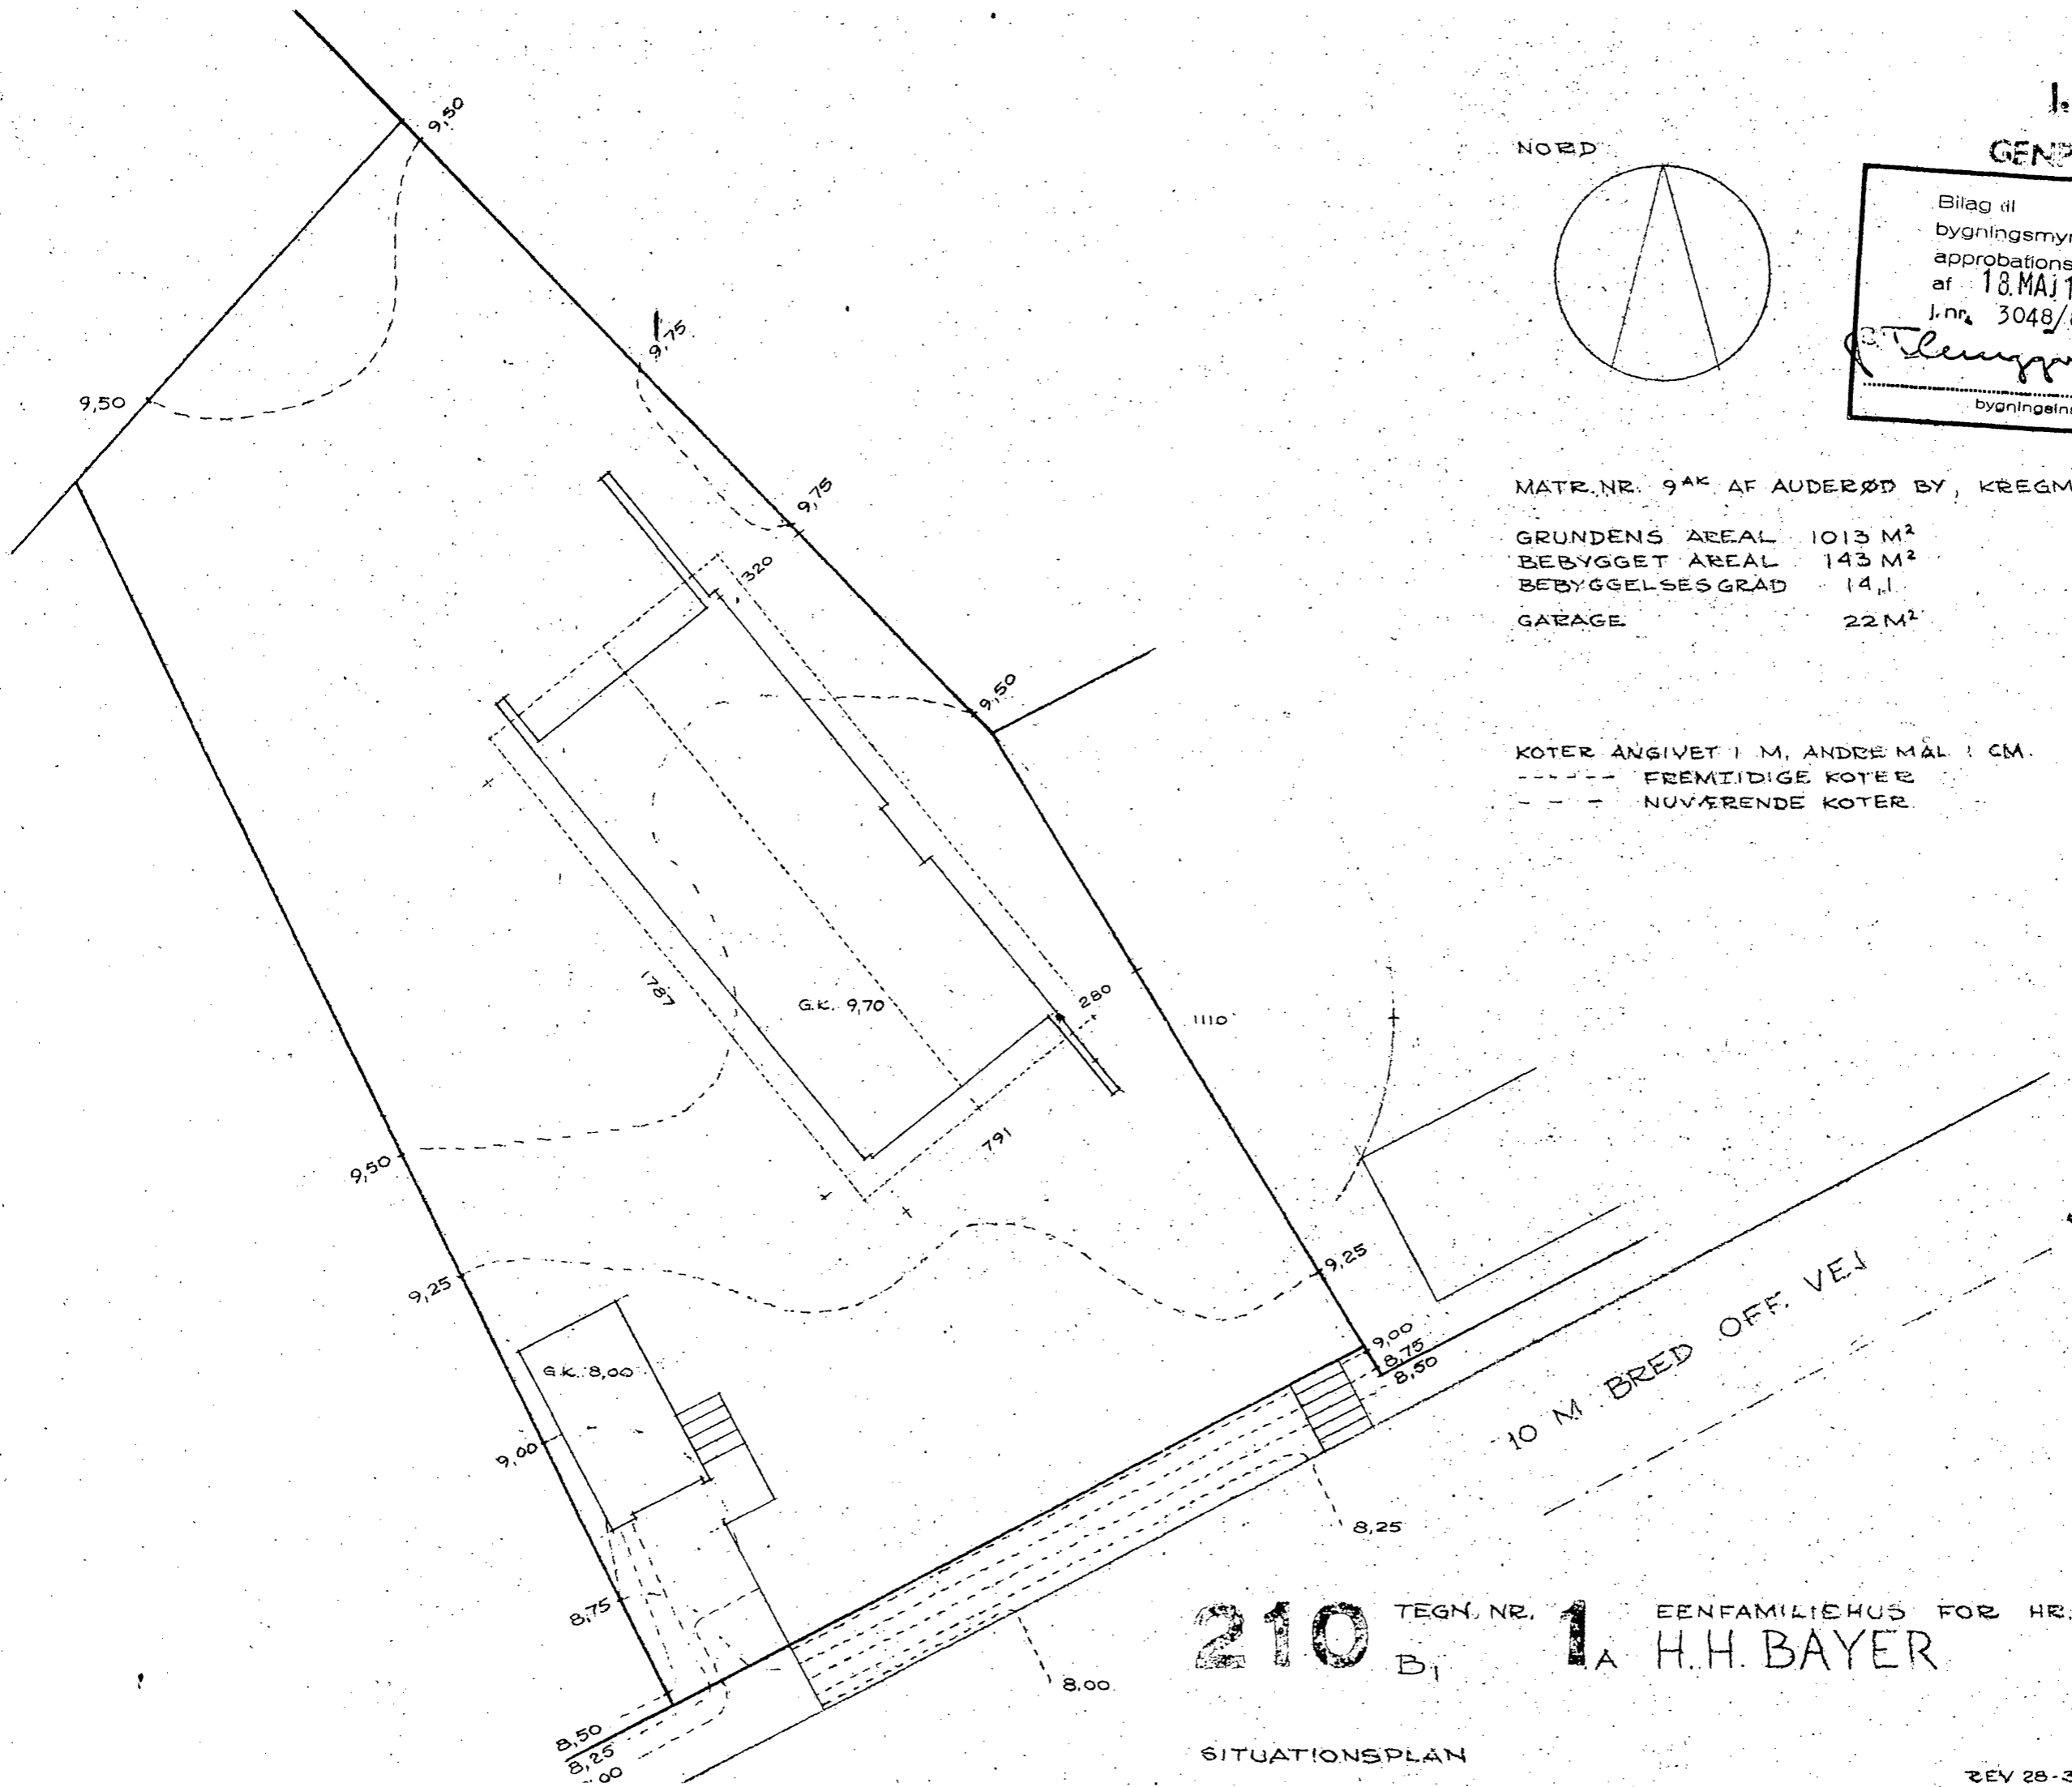 NORD
Bilag til
af 18. MAJ 1
J.nr. 3048/
MATR. NR. 9AK AF AUDERØD BY,
GRUNDENS AREAL 1013 M²
BEBYGGET AREAL 143 M²
BEBYGGELSESGRAD 14,1
GARAGE 22 M²
KOTER ANGIVET I M, ANDRE MÅL I CM.
----- FREMTIDIGE KOTER
- - - NUVÆRENDE KOTER.
9,50
9,50
9,75
9,75
320
9,50
1787
G.K. 9,70
280
1110
791
9,50
9,25
9,25
G.K. 8,00
9,00
9,00
8,75
8,50
10 M BRED OFF. VEJ
8,25
8,75
8,00
8,50
8,25
210 TEGN. NR. 1A EENFAMILIEHUS FOR HR.
B1 H.H. BAYER
SITUATIONSPLAN
REV 28-3